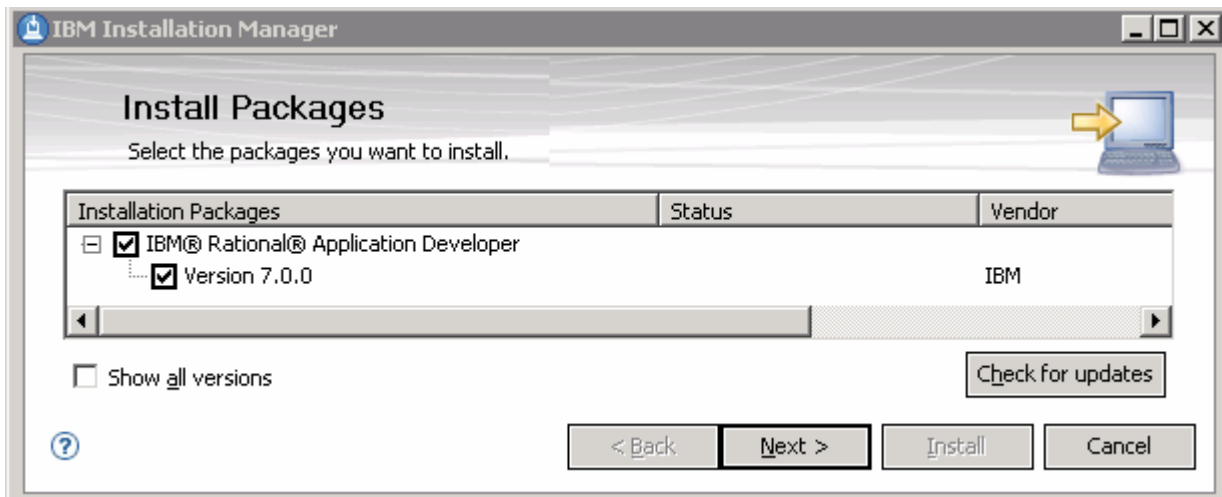 IBM Installation Manager
Install Packages
Select the packages you want to install.
Installation Packages Status Vendor
IBM® Rational® Application Developer
Version 7.0.0 IBM
Show all versions Check for updates
? < Back Next > Install Cancel